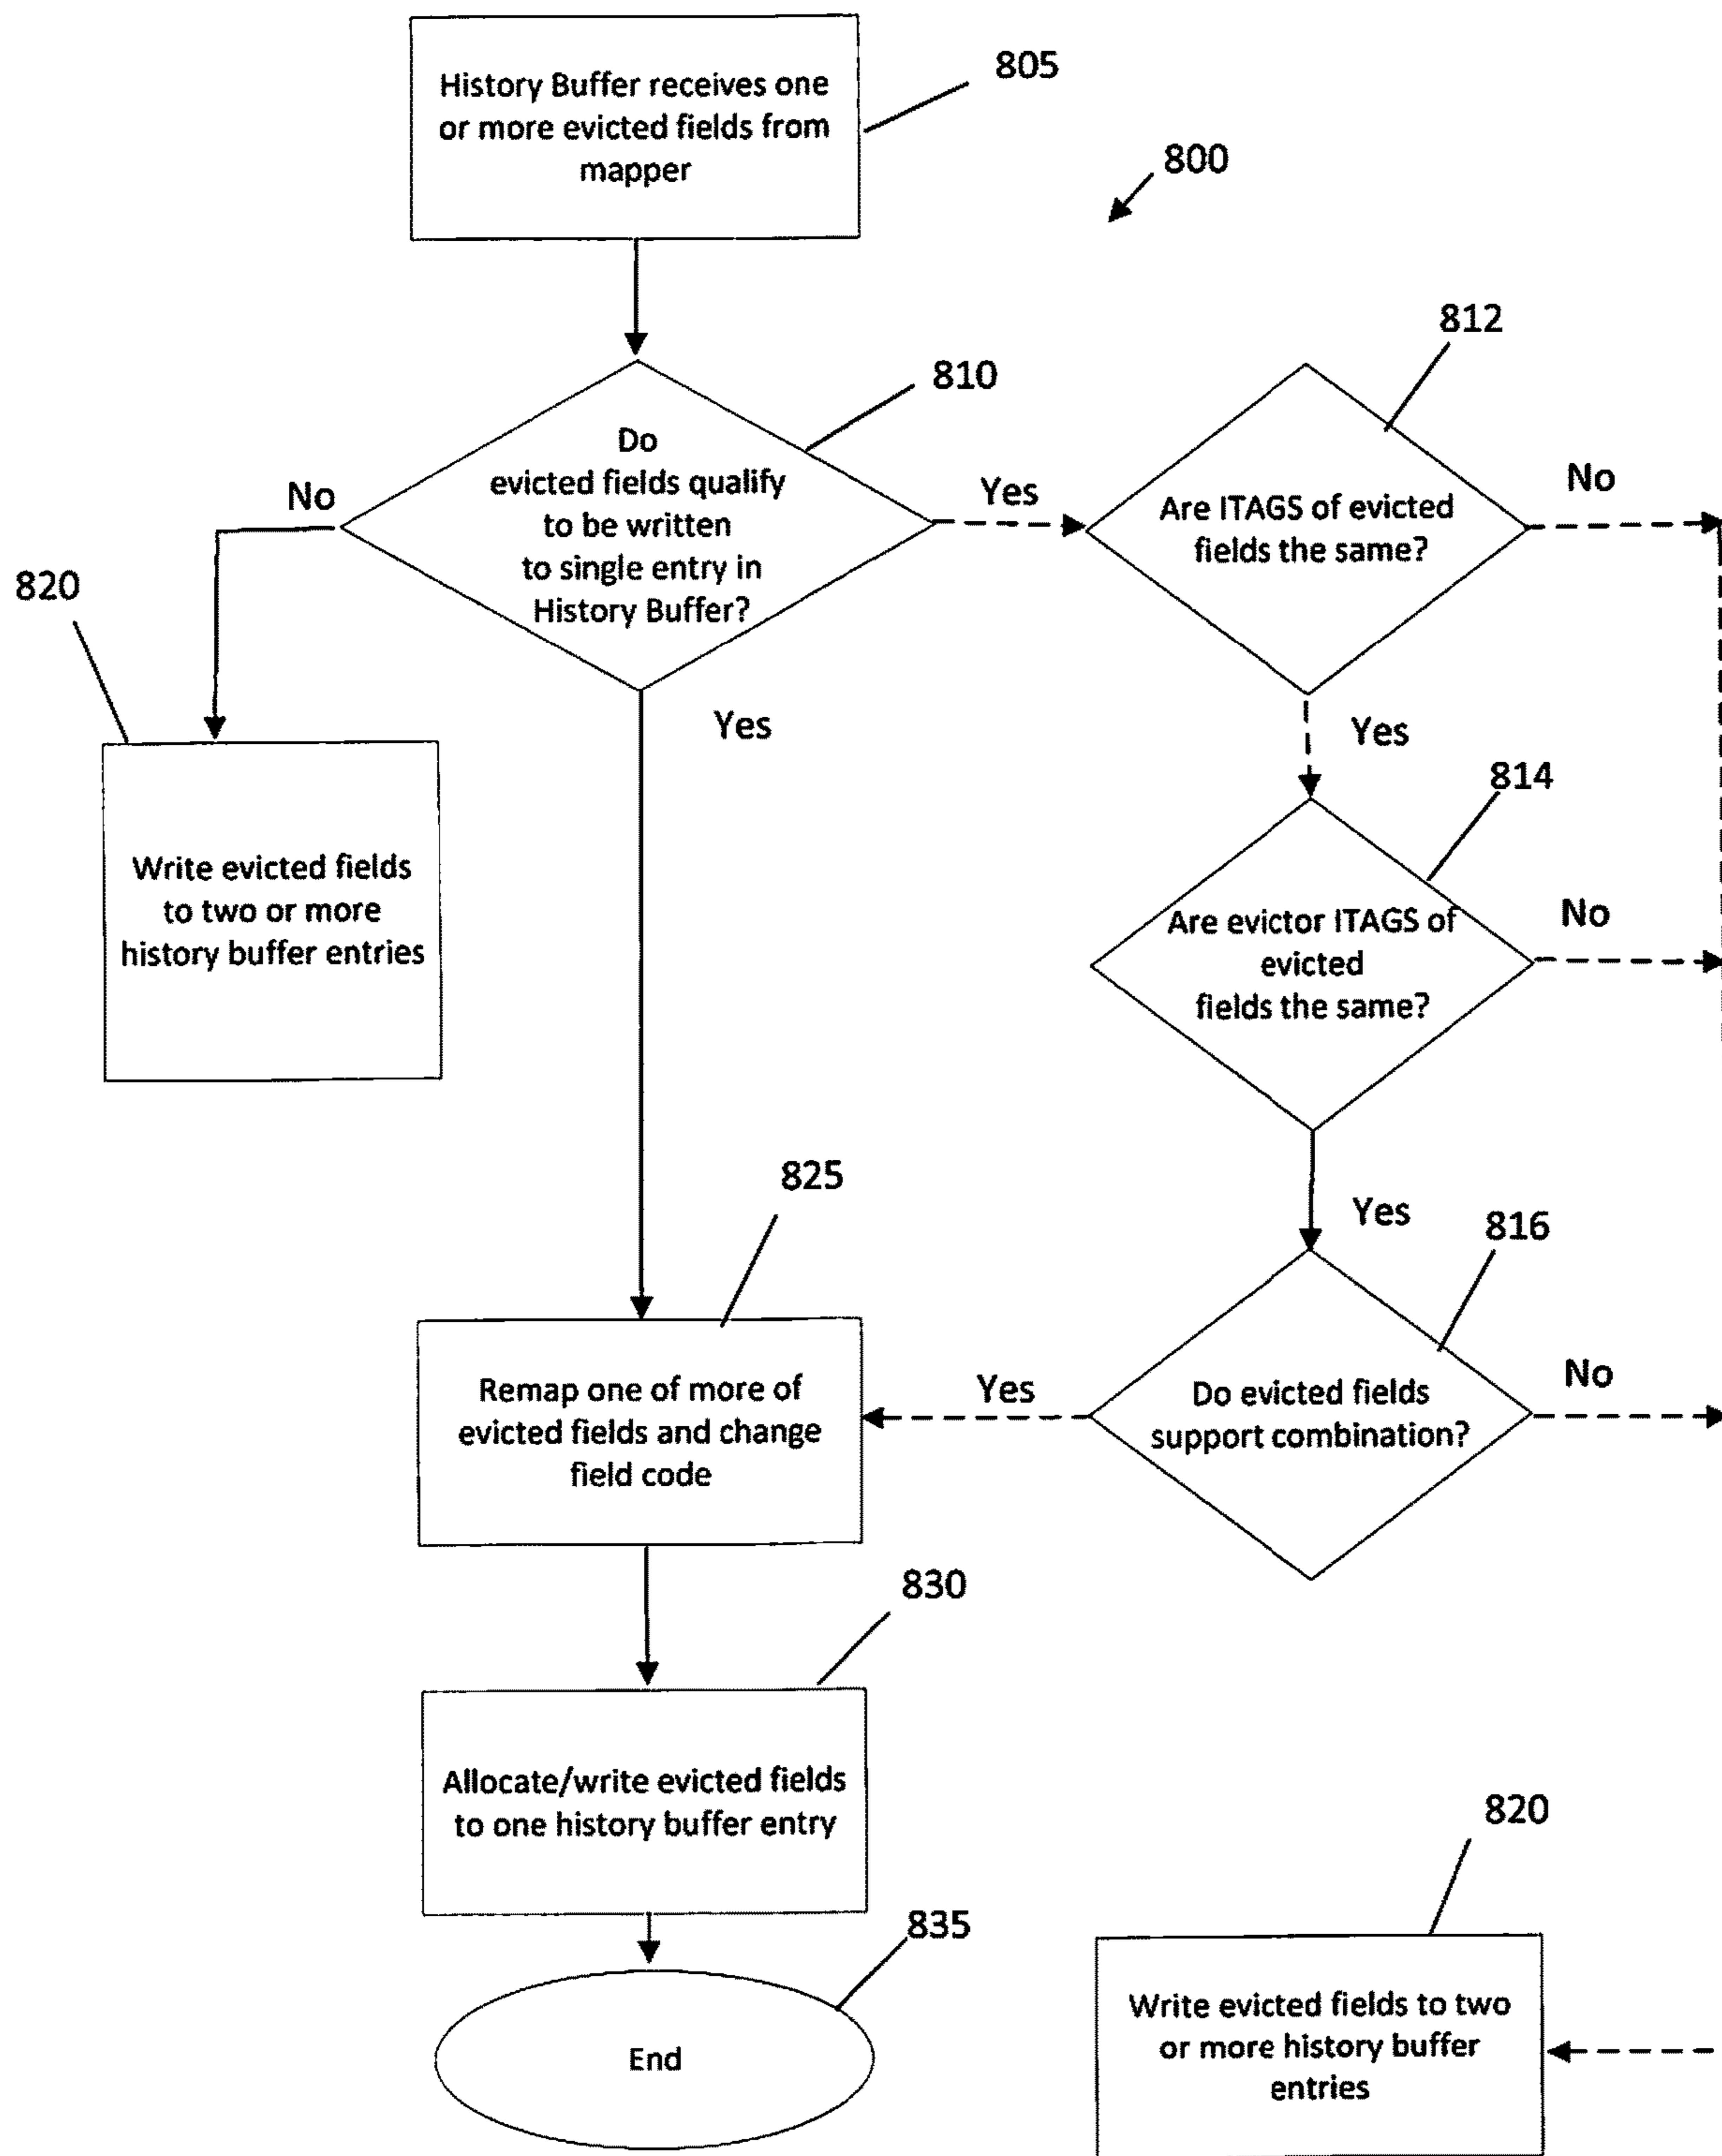 History Buffer receives one
or more evicted fields from
mapper
805
800
Do
evicted fields qualify
to be written
to single entry in
History Buffer?
810
No
Yes
Yes
812
Are ITAGS of evicted
fields the same?
No
Yes
820
Write evicted fields
to two or more
history buffer entries
814
Are evictor ITAGS of
evicted
fields the same?
No
Yes
825
Remap one of more of
evicted fields and change
field code
816
Do evicted fields
support combination?
Yes
No
830
Allocate/write evicted fields
to one history buffer entry
835
End
820
Write evicted fields to two
or more history buffer
entries